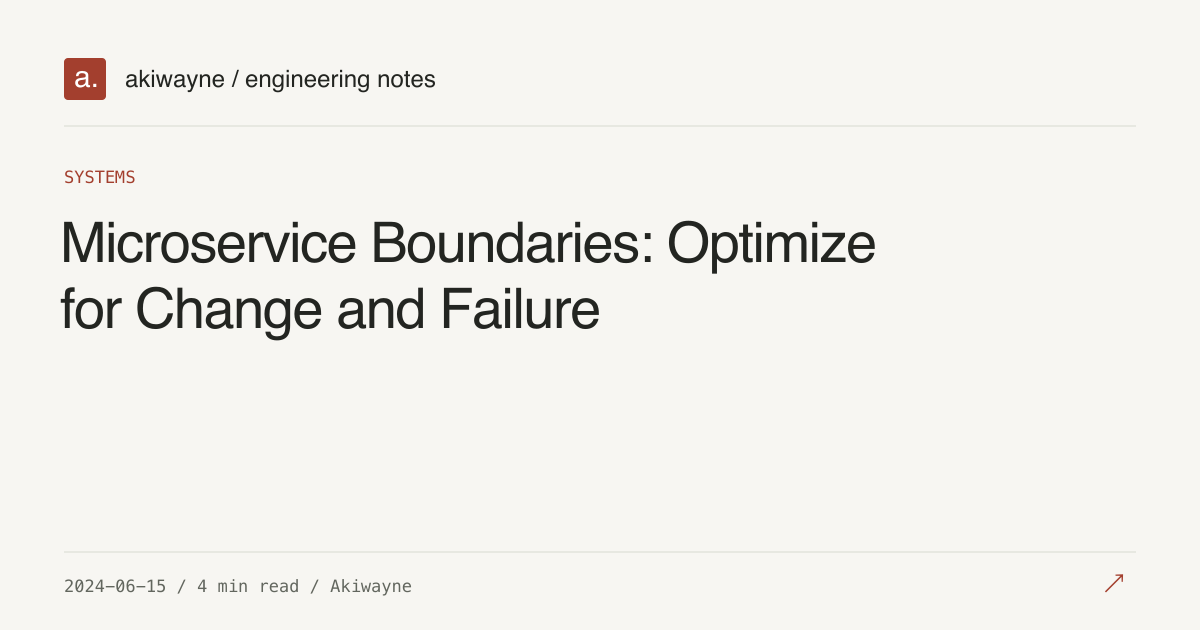 a.
akiwayne / engineering notes
SYSTEMS
Microservice Boundaries: Optimize
for Change and Failure
2024-06-15 / 4 min read / Akiwayne